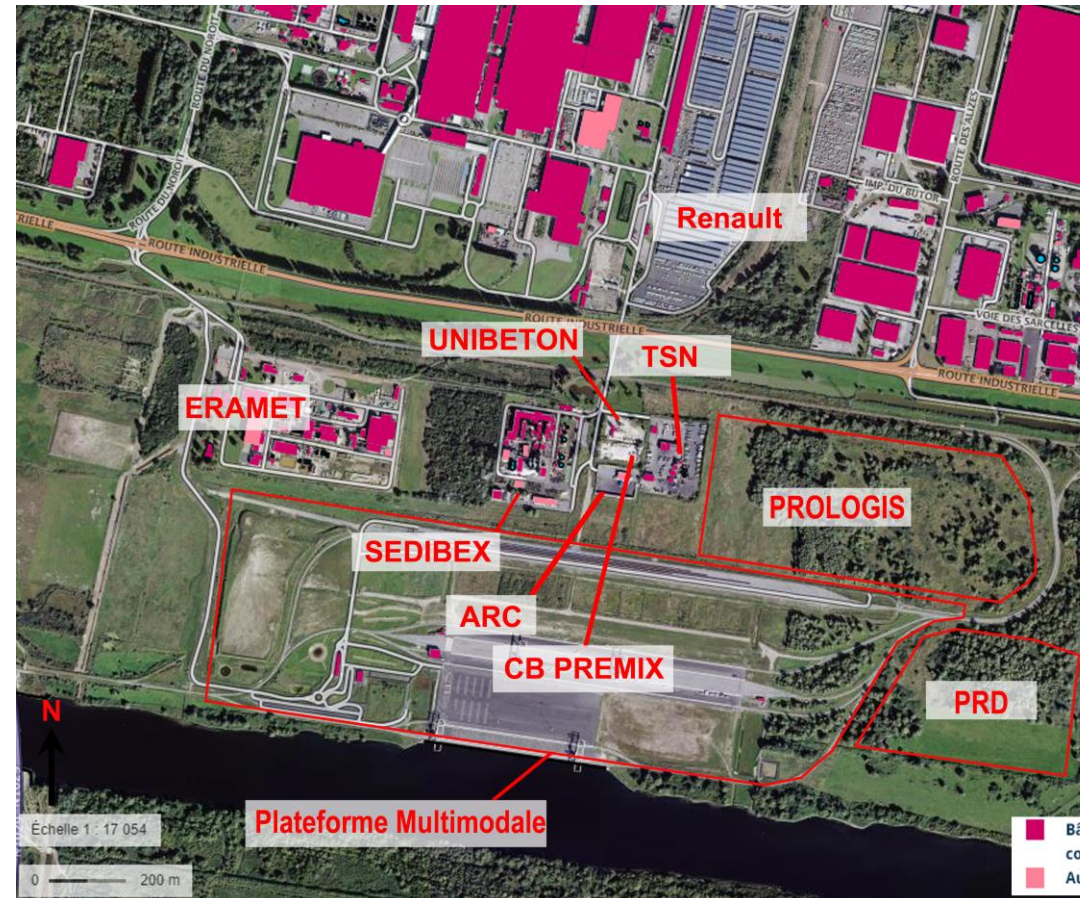 ROUTE DU NOROIT
ROUTE DU NOROIT
ROUTE DU NOROIT
ROUTE DES ALIZES
IMP. DU BUTOR
Renault
ROUTE INDUSTRIELLE
ROUTE INDUSTRIELLE
VOIE DES SARCELLES
ROUTE INDUSTRIELLE
UNIBETON
TSN
ERAMET
PROLOGIS
SEDIBEX
ARC
CB PREMIX
PRD
N
Plateforme Multimodale
Échelle 1 : 17 054
0 200 m